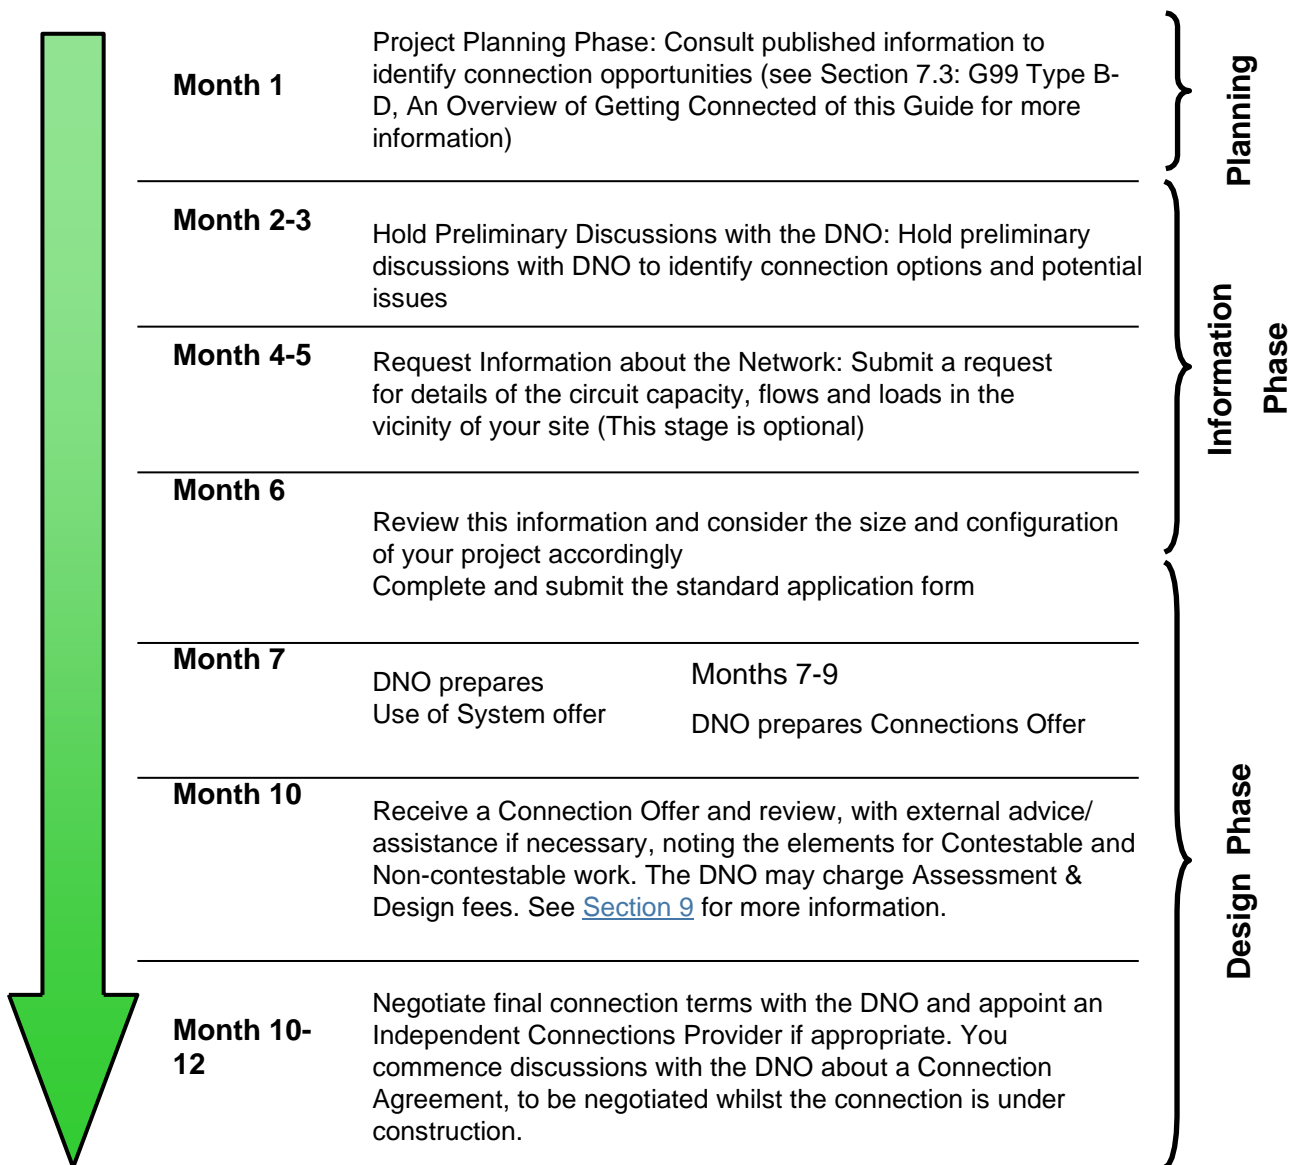 Month 1
Project Planning Phase: Consult published information to
identify connection opportunities (see Section 7.3: G99 Type B-
D, An Overview of Getting Connected of this Guide for more
information)
Planning
Month 2-3
Hold Preliminary Discussions with the DNO: Hold preliminary
discussions with DNO to identify connection options and potential
issues
Month 4-5
Request Information about the Network: Submit a request
for details of the circuit capacity, flows and loads in the
vicinity of your site (This stage is optional)
Information
Phase
Month 6
Review this information and consider the size and configuration
of your project accordingly
Complete and submit the standard application form
Month 7
DNO prepares
Use of System offer
Months 7-9
DNO prepares Connections Offer
Month 10
Receive a Connection Offer and review, with external advice/
assistance if necessary, noting the elements for Contestable and
Non-contestable work. The DNO may charge Assessment &
Design fees. See Section 9 for more information.
Design Phase
Month 10-
12
Negotiate final connection terms with the DNO and appoint an
Independent Connections Provider if appropriate. You
commence discussions with the DNO about a Connection
Agreement, to be negotiated whilst the connection is under
construction.